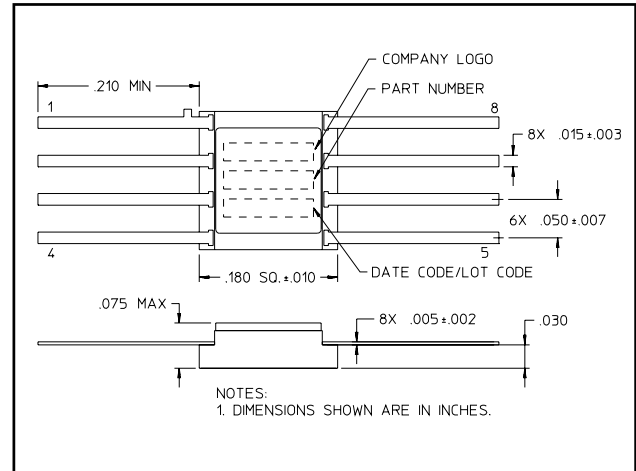 COMPANY LOGO
.210 MIN
PART NUMBER
1
8
8X .015±.003
6X .050±.007
4
5
DATE CODE/LOT CODE
.180 SQ.±.010
.075 MAX
8X .005±.002
.030
NOTES:
1. DIMENSIONS SHOWN ARE IN INCHES.